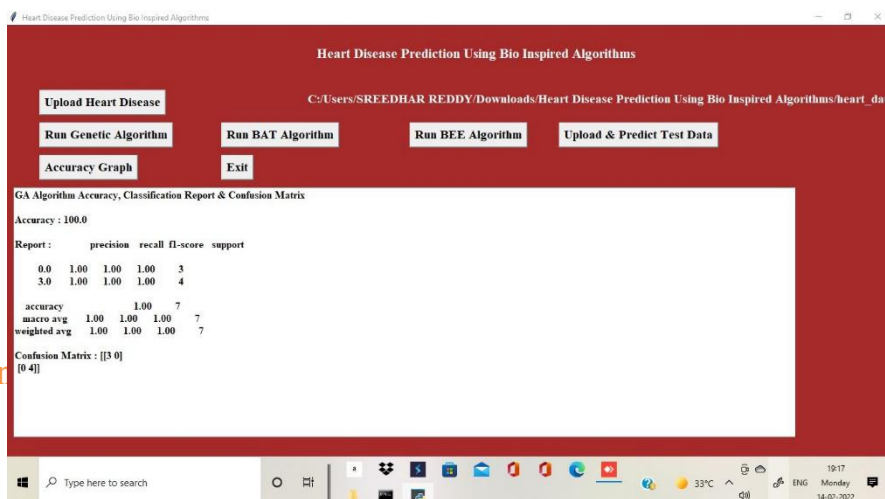 Heart Disease Prediction Using Bio Inspired Algorithms
Heart Disease Prediction Using Bio Inspired Algorithms
Upload Heart Disease C:/Users/SREEDHAR REDDY/Downloads/Heart Disease Prediction Using Bio Inspired Algorithms/heart_da
Run Genetic Algorithm Run BAT Algorithm Run BEE Algorithm Upload & Predict Test Data
Accuracy Graph Exit
GA Algorithm Accuracy, Classification Report & Confusion Matrix
Accuracy : 100.0
Report : precision recall f1-score support
0.0 1.00 1.00 1.00 3
3.0 1.00 1.00 1.00 4
accuracy 1.00 7
macro avg 1.00 1.00 1.00 7
weighted avg 1.00 1.00 1.00 7
Confusion Matrix : [[3 0]
[0 4]]
Type here to search 33°C ENG 19:17
Monday
14-02-2022